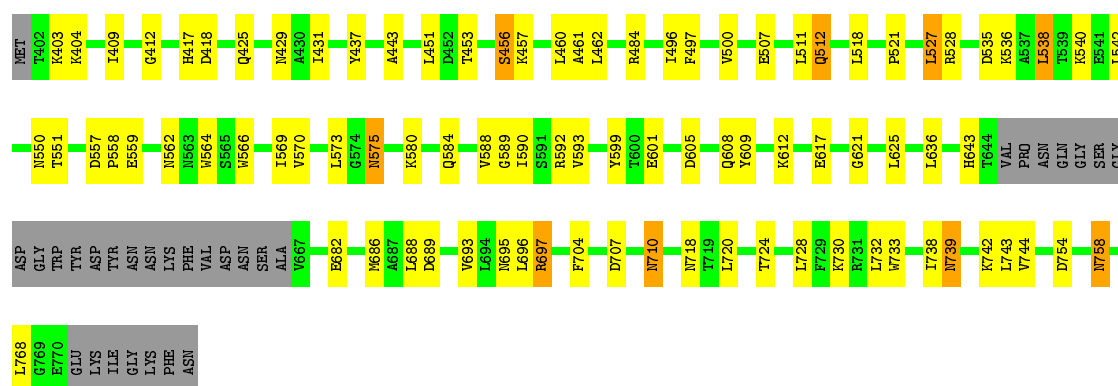 MET T402 K403 K404 I409 G412 H417 D418 Q425 N429 A430 I431 Y437 A443 L451 D452 T453 S456 K457 L460 A461 L462 R484 I496 F497 V500 E507 L511 Q512 L518 P521 L527 R528 D535 K536 A537 L538 T539 K540 E541 L542
N550 T551 D557 P558 E559 N562 N563 W564 S565 W566 I569 V570 L573 G574 N575 K580 Q584 V588 G589 I590 S591 R592 Y593 Y599 T600 E601 D605 Q608 Y609 K612 E617 G621 L625 L636 H643 T644 VAL PRO ASN GLN GLY SER GLY
ASP GLY TRP TYR ASP TYR ASN ASN LYS PHE VAL ASP ASN SER ALA V667 E682 M686 A687 L688 D689 V693 L694 N695 L696 R697 F704 D707 N710 N718 T719 L720 T724 L728 F729 K730 R731 L732 W733 I738 N739 K742 L743 V744 D754 N758
L768 G769 E770 GLU LYS ILE GLY LYS PHE ASN